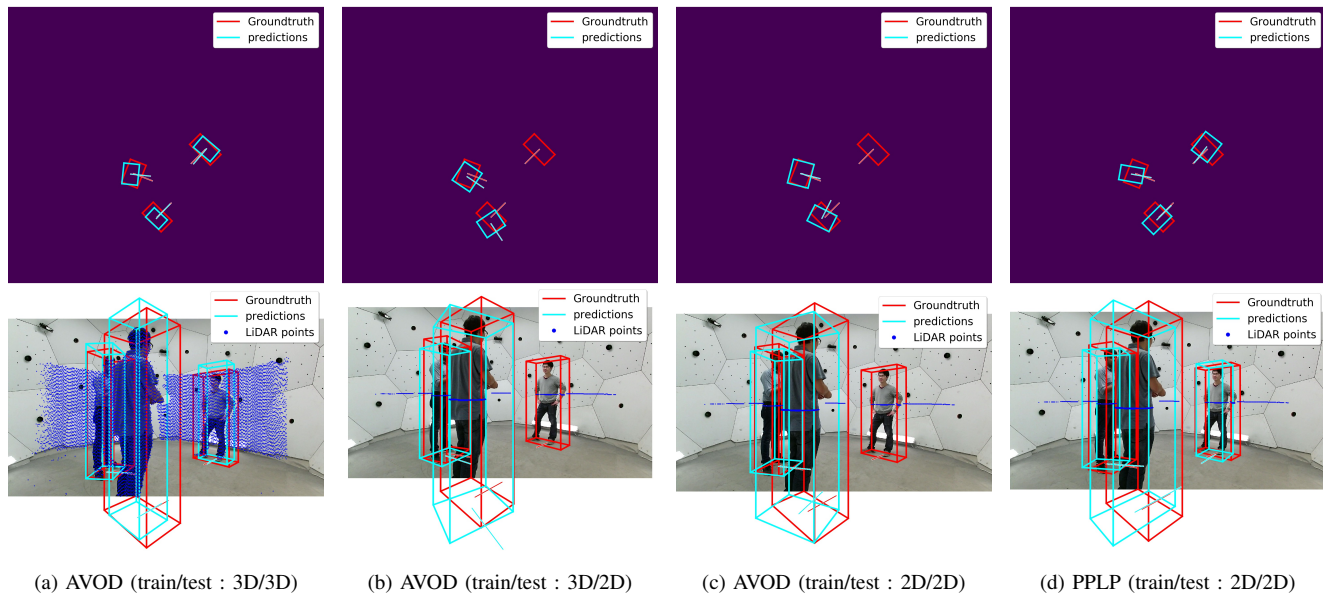 Groundtruth
predictions
Groundtruth
predictions
Groundtruth
predictions
Groundtruth
predictions
Groundtruth
predictions
LiDAR points
Groundtruth
predictions
LiDAR points
Groundtruth
predictions
LiDAR points
Groundtruth
predictions
LiDAR points
(a) AVOD (train/test : 3D/3D)
(b) AVOD (train/test : 3D/2D)
(c) AVOD (train/test : 2D/2D)
(d) PPLP (train/test : 2D/2D)